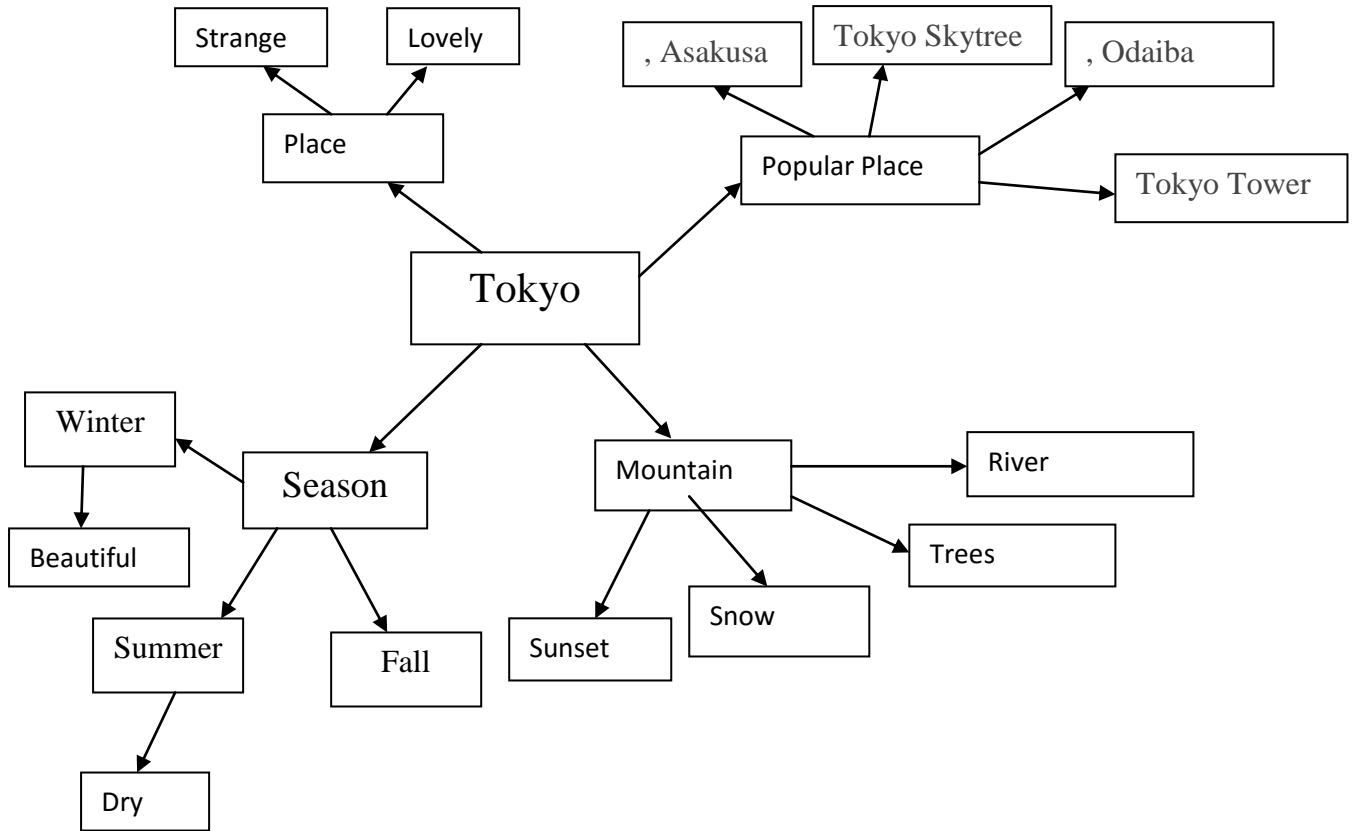 Strange
Lovely
, Asakusa
Tokyo Skytree
, Odaiba
Place
Popular Place
Tokyo Tower
Tokyo
Winter
Season
Mountain
River
Beautiful
Trees
Snow
Summer
Fall
Sunset
Dry